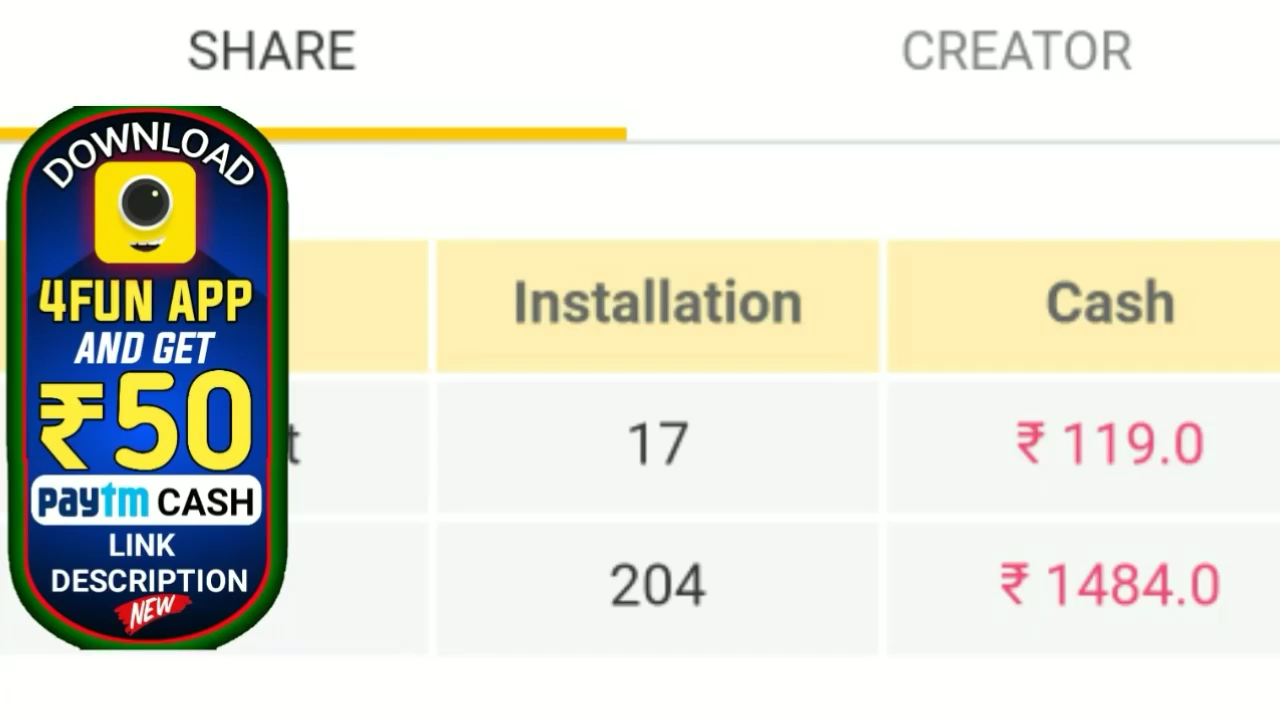 SHARE
CREATOR
DOWNLOAD
4FUN APP
AND GET
₹50
paytm CASH
LINK
DESCRIPTION
NEW
Installation
Cash
t
17
₹ 119.0
204
₹ 1484.0